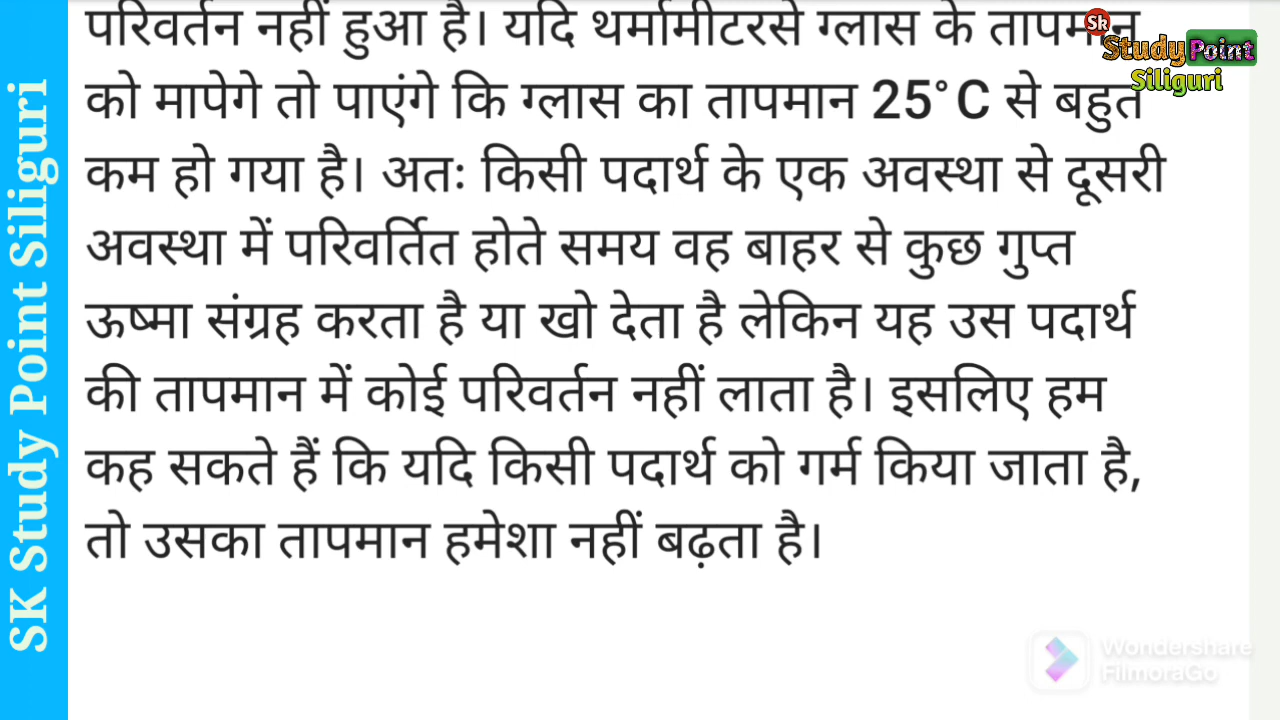 परिवर्तन नहीं हुआ है। यदि थर्मामीटरसे ग्लास के तापमान
को मापेगे तो पाएंगे कि ग्लास का तापमान 25°C से बहुत
कम हो गया है। अतः किसी पदार्थ के एक अवस्था से दूसरी
अवस्था में परिवर्तित होते समय वह बाहर से कुछ गुप्त
ऊष्मा संग्रह करता है या खो देता है लेकिन यह उस पदार्थ
की तापमान में कोई परिवर्तन नहीं लाता है। इसलिए हम
कह सकते हैं कि यदि किसी पदार्थ को गर्म किया जाता है,
तो उसका तापमान हमेशा नहीं बढ़ता है।
SK Study Point Siliguri
Sk
Study Point
Siliguri
Wondershare
FilmoraGo